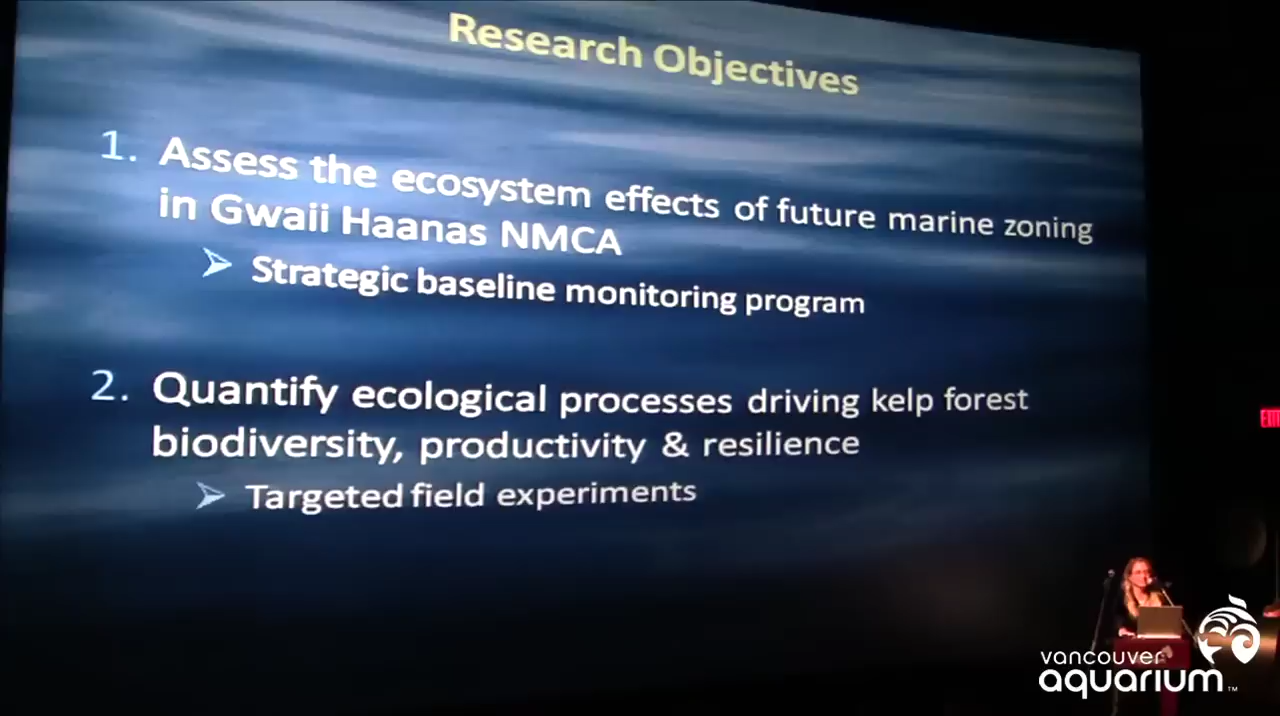 Research Objectives
1. Assess the ecosystem effects of future marine zoning
in Gwaii Haanas NMCA
Strategic baseline monitoring program
2. Quantify ecological processes driving kelp forest
biodiversity, productivity & resilience
Targeted field experiments
vancouver
aquarium™